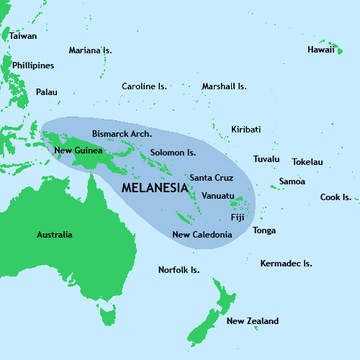 Taiwan
Mariana Is.
Hawaii
Phillipines
Palau
Caroline Is.
Marshall Is.
Bismarck Arch.
Kiribati
New Guinea
Solomon Is.
Tuvalu
Tokelau
Santa Cruz
Samoa
MELANESIA
Vanuatu
Cook Is.
Fiji
Australia
New Caledonia
Tonga
Norfolk Is.
Kermadec Is.
New Zealand